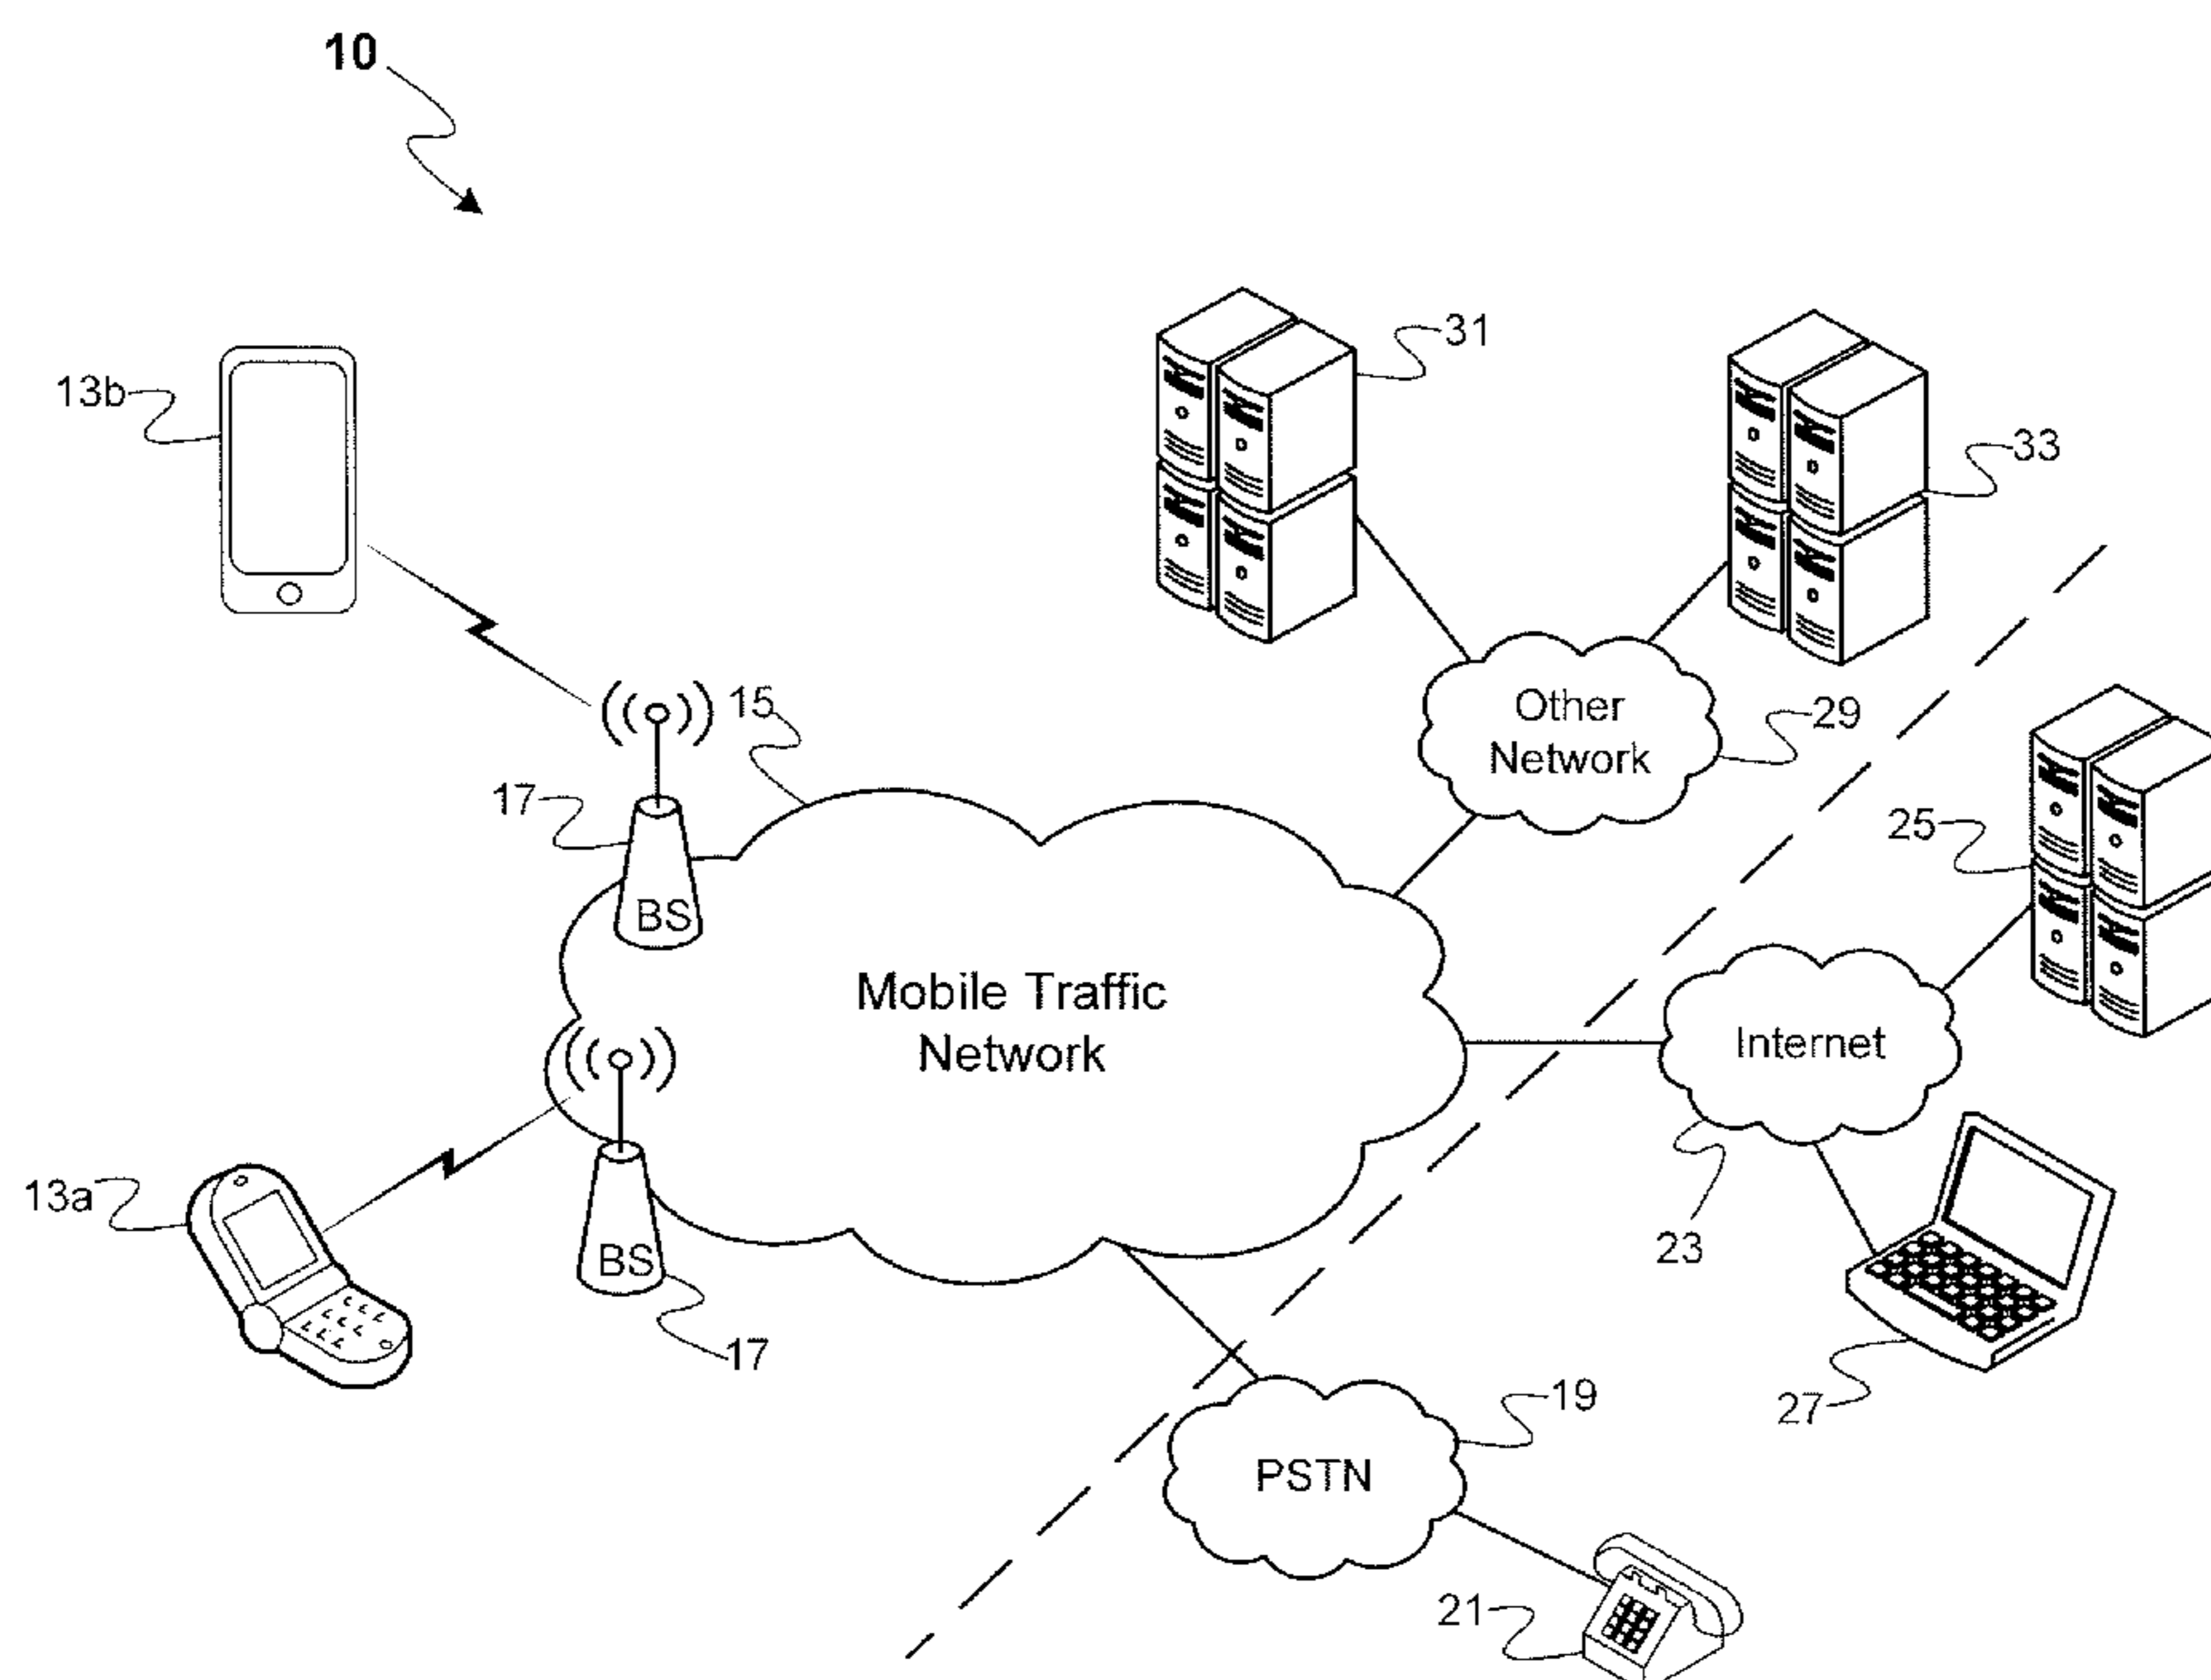 10
31
13b
33
15
Other
Network
29
17
25
BS
Mobile Traffic
Network
Internet
13a
23
BS
17
19
27
PSTN
21